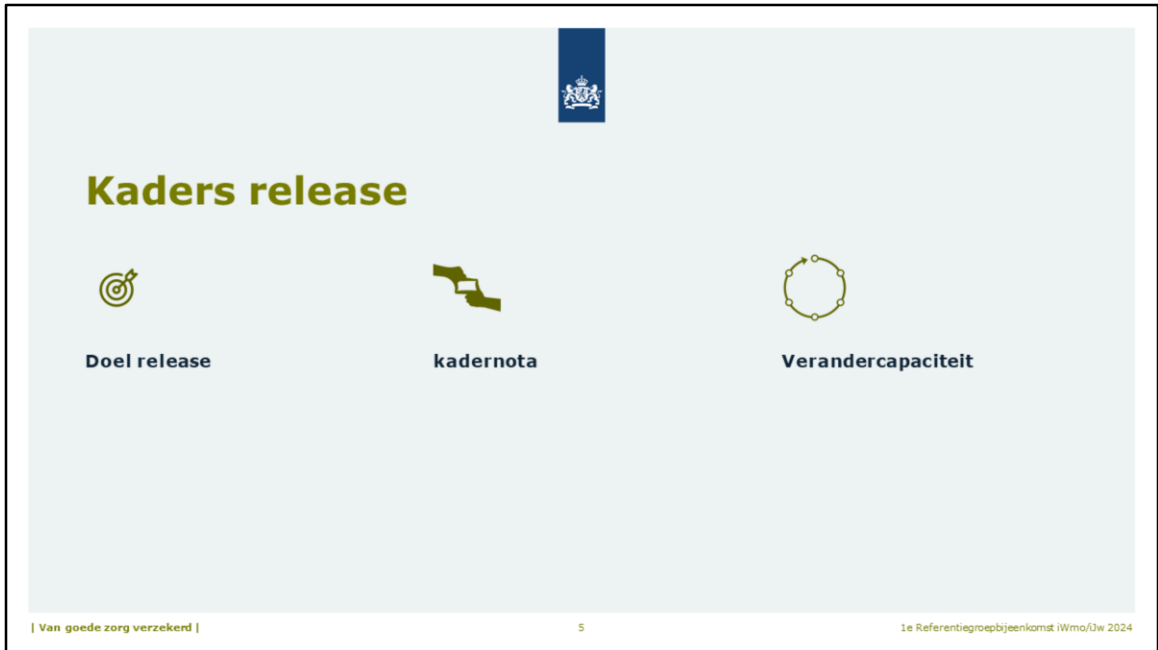 Kaders release
Doel release
kadernota
Verandercapaciteit
| Van goede zorg verzekerd |
5
1e Referentiegroepbijeenkomst iWmo/iJw 2024